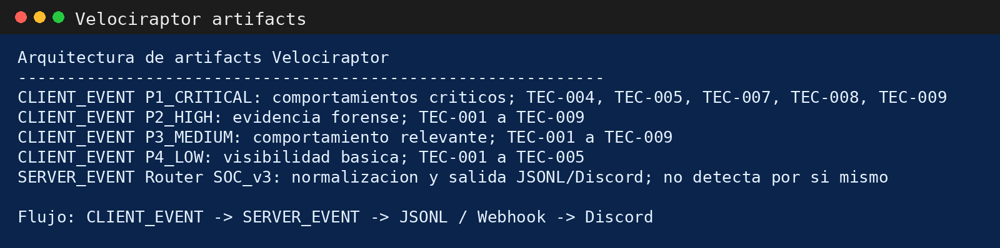 Velociraptor artifacts
Arquitectura de artifacts Velociraptor
------------------------------------------------------------
CLIENT_EVENT P1_CRITICAL: comportamientos criticos; TEC-004, TEC-005, TEC-007, TEC-008, TEC-009
CLIENT_EVENT P2_HIGH: evidencia forense; TEC-001 a TEC-009
CLIENT_EVENT P3_MEDIUM: comportamiento relevante; TEC-001 a TEC-009
CLIENT_EVENT P4_LOW: visibilidad basica; TEC-001 a TEC-005
SERVER_EVENT Router SOC_v3: normalizacion y salida JSONL/Discord; no detecta por si mismo
Flujo: CLIENT_EVENT -> SERVER_EVENT -> JSONL / Webhook -> Discord